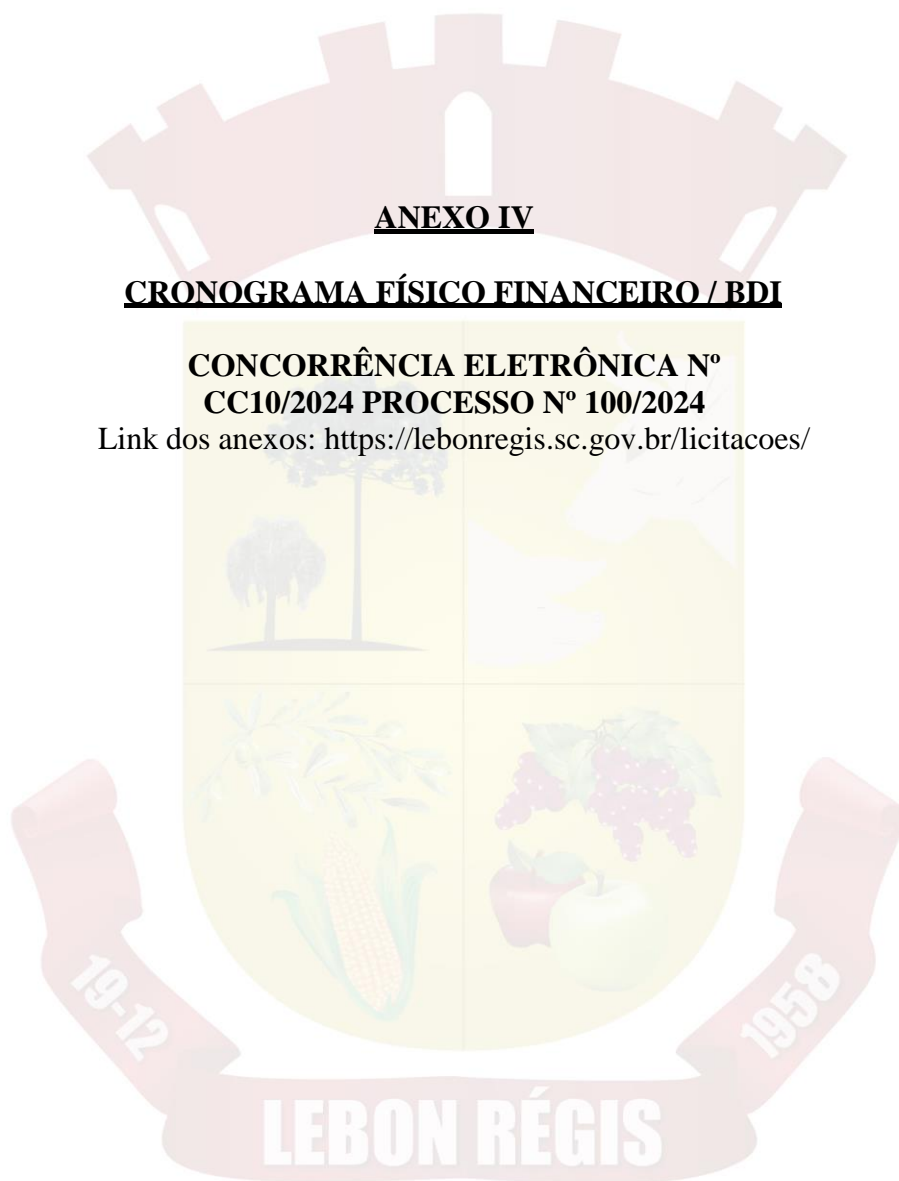 ANEXO IV
CRONOGRAMA FÍSICO FINANCEIRO / BDI
CONCORRÊNCIA ELETRÔNICA Nº
CC10/2024 PROCESSO Nº 100/2024
Link dos anexos: https://lebonregis.sc.gov.br/licitacoes/
19-12
1958
LEBON RÉGIS